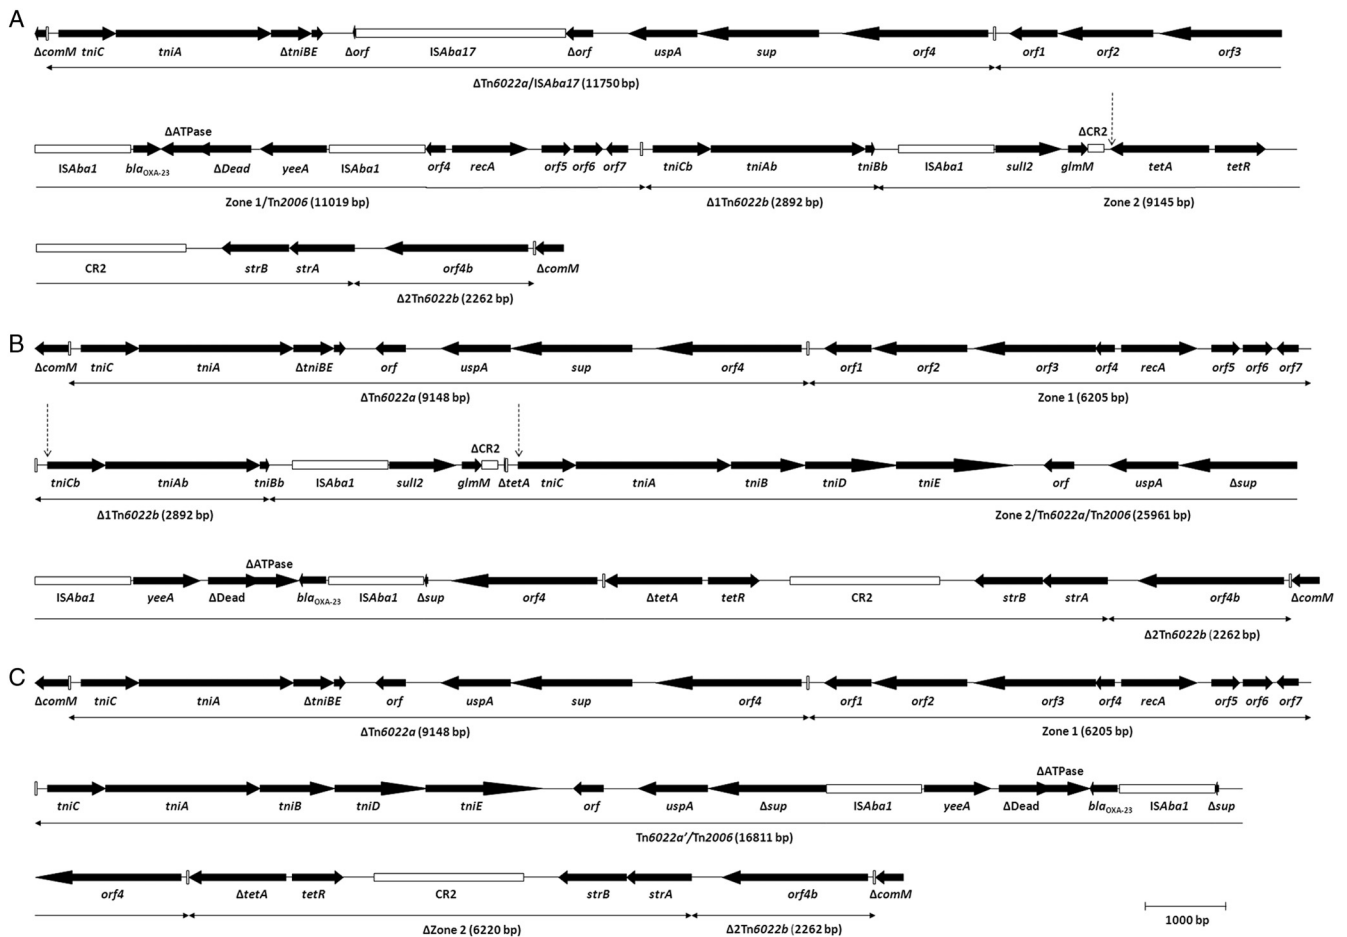 A
ΔcomM tniC tniA ΔtniBE Δorf ISAba17 Δorf uspA sup orf4 orf1 orf2 orf3
ΔTn6022a/ISAba17 (11750 bp)
ΔATPase ΔCR2
ISAba1 blaOXA-23 ΔDead yeeA ISAba1 orf4 recA orf5 orf6 orf7 tniCb tniAb tniBb ISAba1 sulI2 glmM tetA tetR
Zone 1/Tn2006 (11019 bp) Δ1Tn6022b (2892 bp) Zone 2 (9145 bp)
CR2 strB strA orf4b ΔcomM
Δ2Tn6022b (2262 bp)
B
ΔcomM tniC tniA ΔtniBE orf uspA sup orf4 orf1 orf2 orf3 orf4 recA orf5 orf6 orf7
ΔTn6022a (9148 bp) Zone 1 (6205 bp)
ΔCR2
tniCb tniAb tniBb ISAba1 sulI2 glmM ΔtetA tniC tniA tniB tniD tniE orf uspA Δsup
Δ1Tn6022b (2892 bp) Zone 2/Tn6022a/Tn2006 (25961 bp)
ΔATPase
ISAba1 yeeA ΔDead blaOXA-23 ISAba1 Δsup orf4 ΔtetA tetR CR2 strB strA orf4b ΔcomM
Δ2Tn6022b (2262 bp)
C
ΔcomM tniC tniA ΔtniBE orf uspA sup orf4 orf1 orf2 orf3 orf4 recA orf5 orf6 orf7
ΔTn6022a (9148 bp) Zone 1 (6205 bp)
ΔATPase
tniC tniA tniB tniD tniE orf uspA Δsup ISAba1 yeeA ΔDead blaOXA-23 ISAba1 Δsup
Tn6022a’/Tn2006 (16811 bp)
orf4 ΔtetA tetR CR2 strB strA orf4b ΔcomM
ΔZone 2 (6220 bp) Δ2Tn6022b (2262 bp)
1000 bp